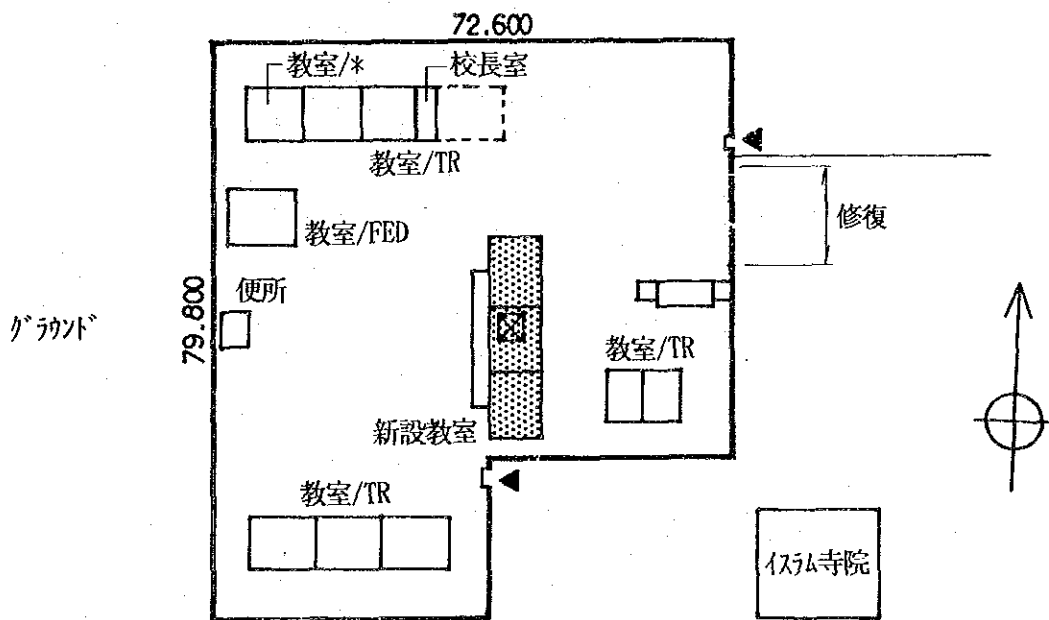 72.600
教室/*
校長室
教室/TR
修復
教室/FED
79.800
便所
グラウンド
教室/TR
新設教室
教室/TR
イスラム寺院